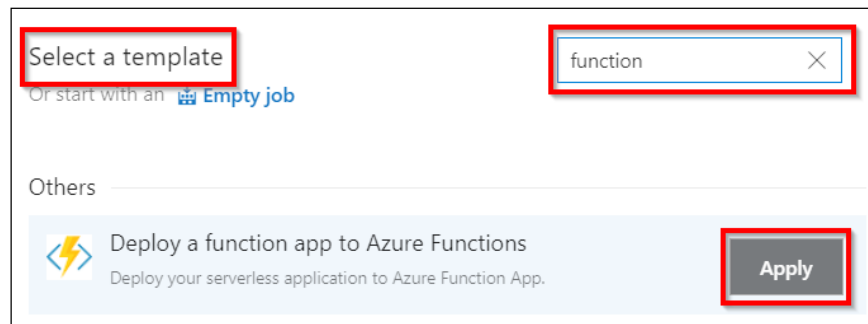 Select a template
function
Or start with an Empty job
Others
Deploy a function app to Azure Functions
Deploy your serverless application to Azure Function App.
Apply